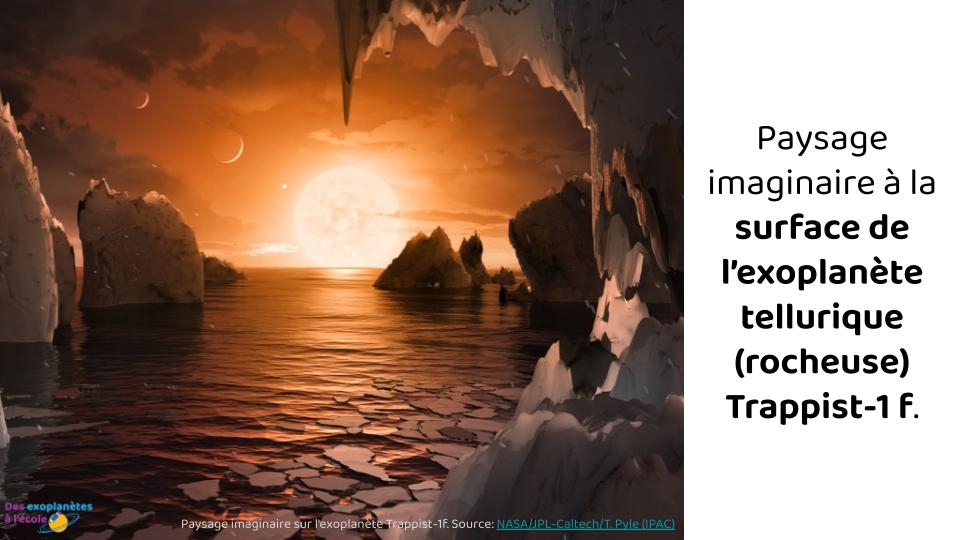 Paysage
imaginaire à la
surface de
l'exoplanète
tellurique
(rocheuse)
Trappist-1 f.
Des exoplanètes
à l'école
Paysage imaginaire sur l'exoplanète Trappist-1f. Source: NASA/JPL-Caltech/T. Pyle (IPAC)